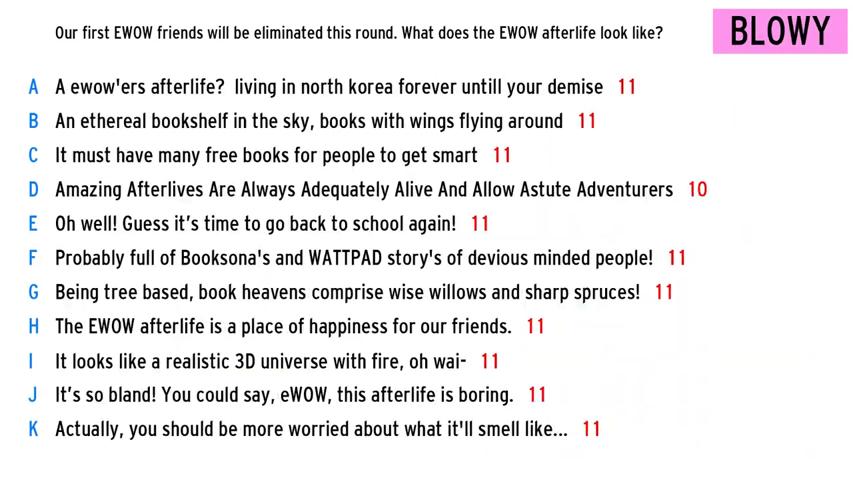 Our first EWOW friends will be eliminated this round. What does the EWOW afterlife look like?
BLOWY
A A ewow'ers afterlife? living in north korea forever untill your demise 11
B An ethereal bookshelf in the sky, books with wings flying around 11
C It must have many free books for people to get smart 11
D Amazing Afterlives Are Always Adequately Alive And Allow Astute Adventurers 10
E Oh well! Guess it’s time to go back to school again! 11
F Probably full of Booksona's and WATTPAD story's of devious minded people! 11
G Being tree based, book heavens comprise wise willows and sharp spruces! 11
H The EWOW afterlife is a place of happiness for our friends. 11
I It looks like a realistic 3D universe with fire, oh wai- 11
J It’s so bland! You could say, eWOW, this afterlife is boring. 11
K Actually, you should be more worried about what it'll smell like... 11